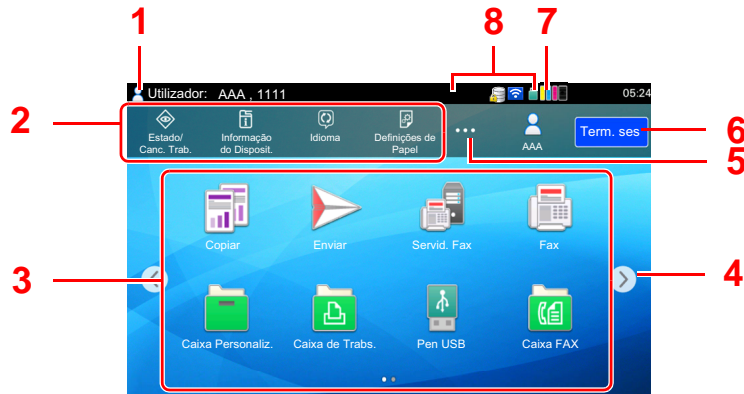 1
8
7
Utilizador: AAA , 1111
05:24
2
Estado/
Canc. Trab.
Informação
do Disposit.
Idioma
Definições de
Papel
AAA
Term. ses
6
5
Copiar
Enviar
Servid. Fax
Fax
3
4
Caixa Personaliz.
Caixa de Trabs.
Pen USB
Caixa FAX